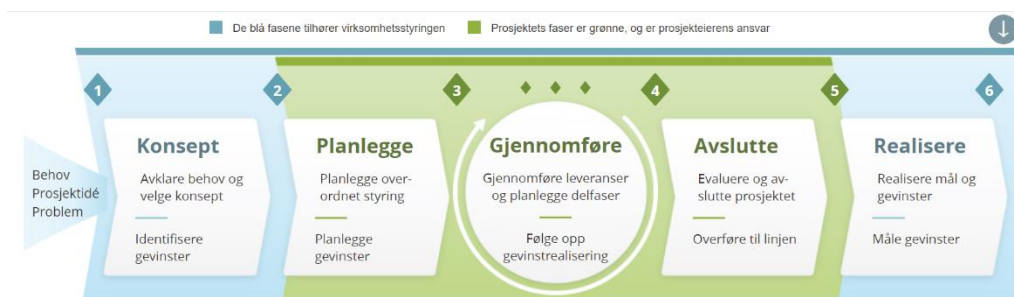 De blå fasene tilhører virksomhetsstyringen
Prosjektets faser er grønne, og er prosjekteierens ansvar
1
2
3
4
5
6
Behov
Prosjektidé
Problem
Konsept
Avklare behov og
velge konsept
Identifisere
gevinster
Planlegge
Planlegge over-
ordnet styring
Planlegge
gevinster
Gjennomføre
Gjennomføre leveranser
og planlegge delfaser
Følge opp
gevinstrealisering
Avslutte
Evaluere og av-
slutte prosjektet
Overføre til linjen
Realisere
Realisere mål og
gevinster
Måle gevinster